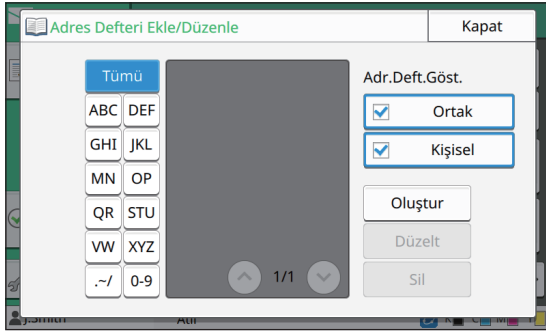 Adres Defteri Ekle/Düzenle
Kapat
Tümü
ABC DEF
GHI JKL
MN OP
QR STU
VW XYZ
.~/ 0-9
1/1
Adr.Deft.Göst.
Ortak
Kişisel
Oluştur
Düzelt
Sil